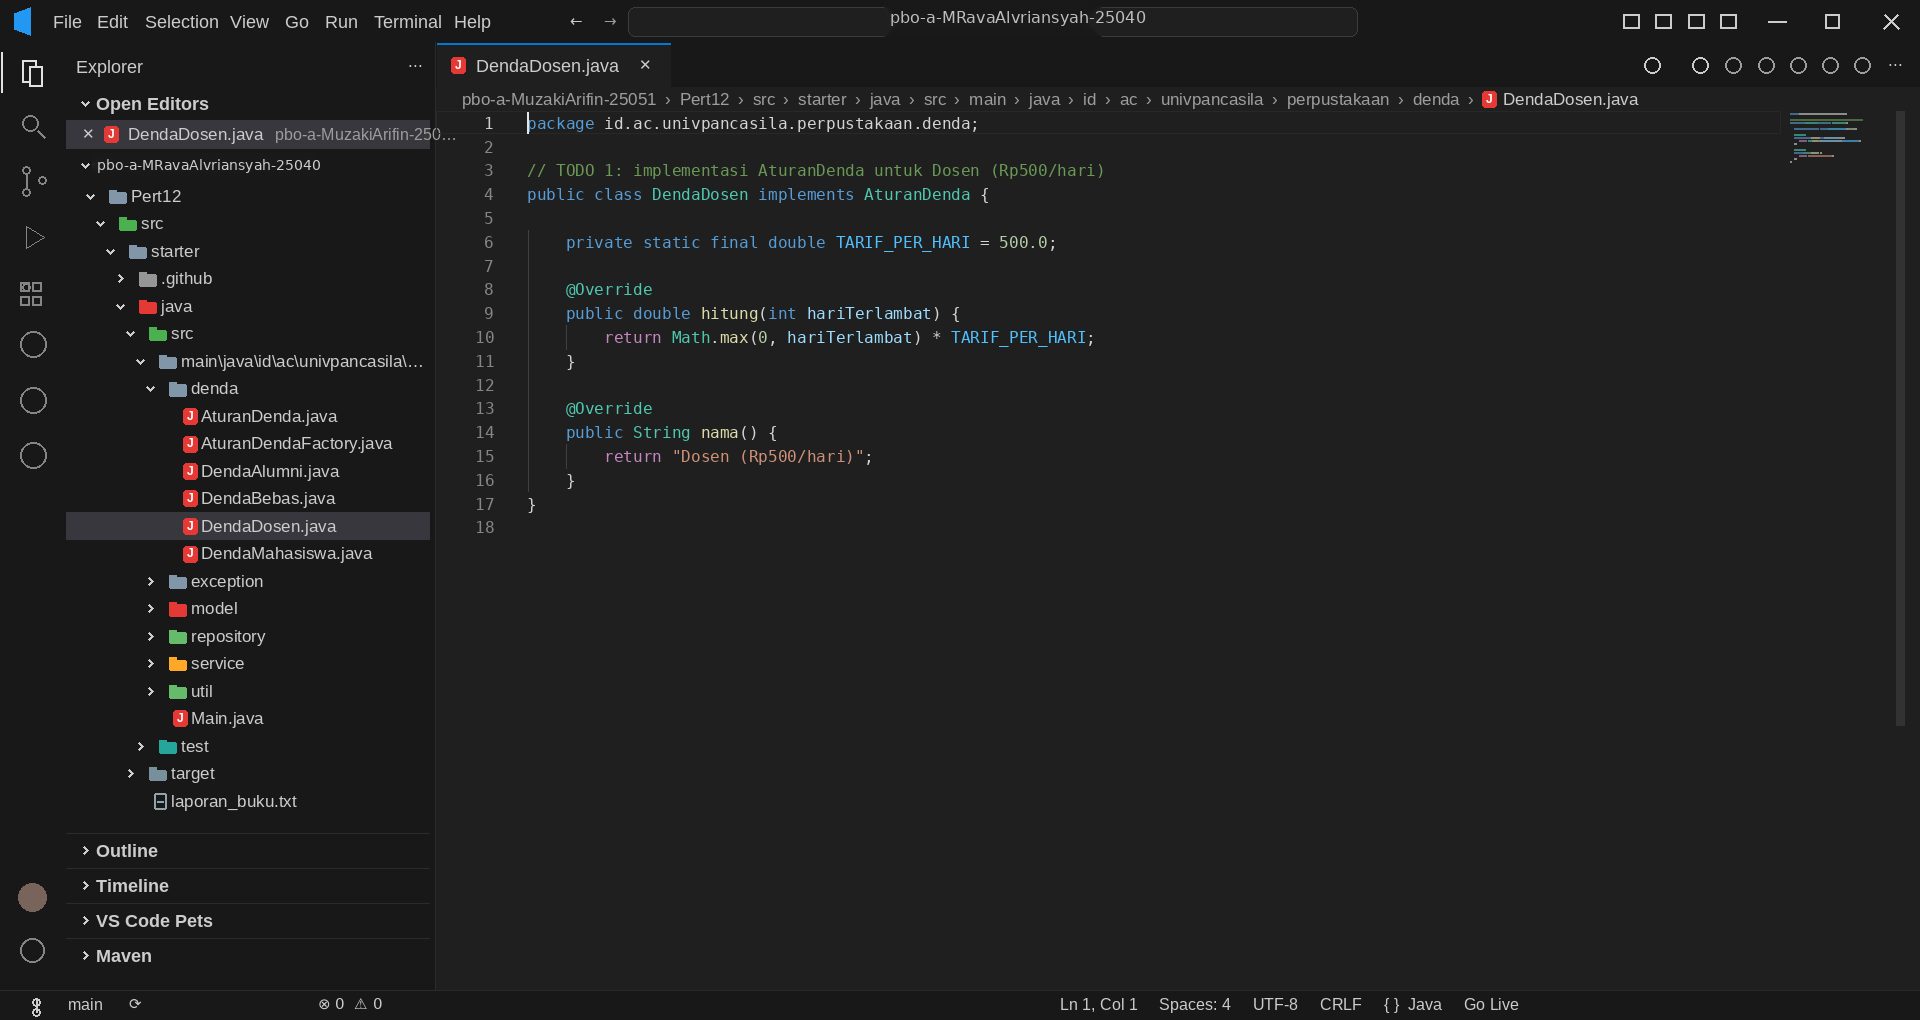 File Edit Selection View Go Run Terminal Help
pbo-a-MRavaAlvriansyah-25040
Explorer
Open Editors
DendaDosen.java pbo-a-MuzakiArifin-250...
pbo-a-MRavaAlvriansyah-25040
Pert12
src
starter
.github
java
src
main\java\id\ac\univpancasila\...
denda
AturanDenda.java
AturanDendaFactory.java
DendaAlumni.java
DendaBebas.java
DendaDosen.java
DendaMahasiswa.java
exception
model
repository
service
util
Main.java
test
target
laporan_buku.txt
Outline
Timeline
VS Code Pets
Maven
DendaDosen.java
pbo-a-MuzakiArifin-25051 › Pert12 › src › starter › java › src › main › java › id › ac › univpancasila › perpustakaan › denda › DendaDosen.java
1 package id.ac.univpancasila.perpustakaan.denda;
2
3 // TODO 1: implementasi AturanDenda untuk Dosen (Rp500/hari)
4 public class DendaDosen implements AturanDenda {
5
6 private static final double TARIF_PER_HARI = 500.0;
7
8 @Override
9 public double hitung(int hariTerlambat) {
10 return Math.max(0, hariTerlambat) * TARIF_PER_HARI;
11 }
12
13 @Override
14 public String nama() {
15 return "Dosen (Rp500/hari)";
16 }
17 }
18
main 0 0 Ln 1, Col 1 Spaces: 4 UTF-8 CRLF { } Java Go Live